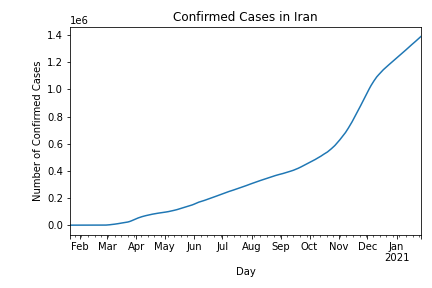 Confirmed Cases in Iran
1e6
1.4
1.2
1.0
0.8
0.6
0.4
0.2
0.0
Number of Confirmed Cases
Feb Mar Apr May Jun Jul Aug Sep Oct Nov Dec Jan
2021
Day